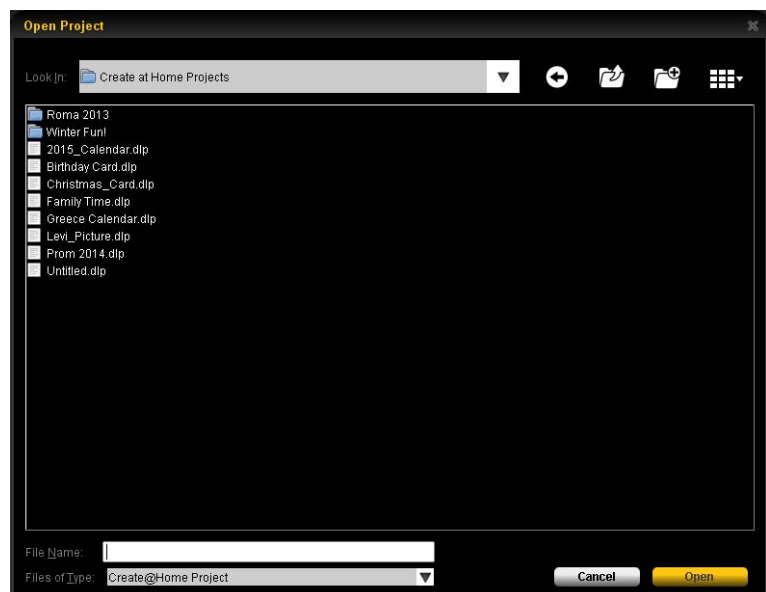 Open Project
Look In: Create at Home Projects
Roma 2013
Winter Fun!
2015_Calendar.dlp
Birthday Card.dlp
Christmas_Card.dlp
Family Time.dlp
Greece Calendar.dlp
Levi_Picture.dlp
Prom 2014.dlp
Untitled.dlp
File Name:
Files of Type: Create@Home Project
Cancel Open